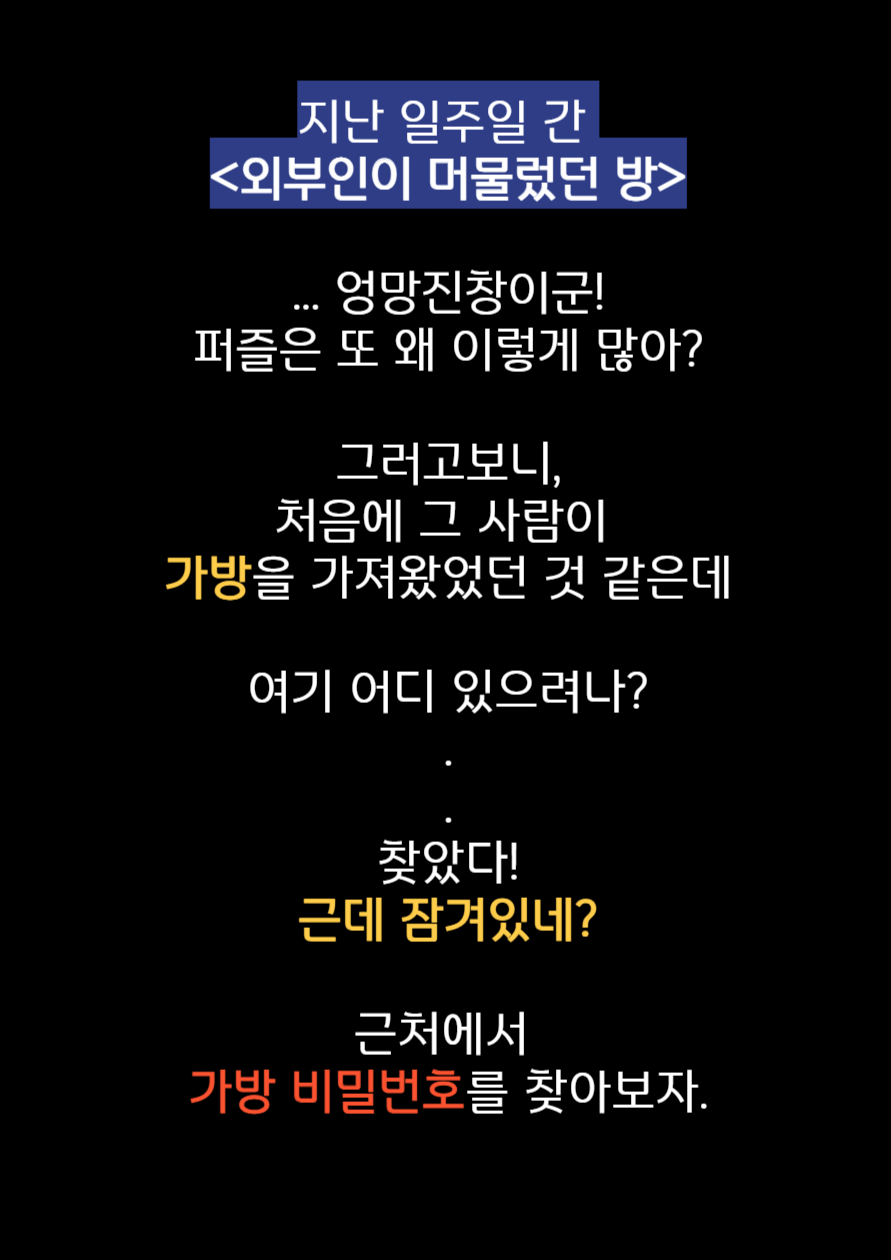 지난 일주일 간
<외부인이 머물렀던 방>
... 엉망진창이군!
퍼즐은 또 왜 이렇게 많아?
그러고보니,
처음에 그 사람이
가방을 가져왔었던 것 같은데
여기 어디 있으려나?
.
.
찾았다!
근데 잠겨있네?
근처에서
가방 비밀번호를 찾아보자.